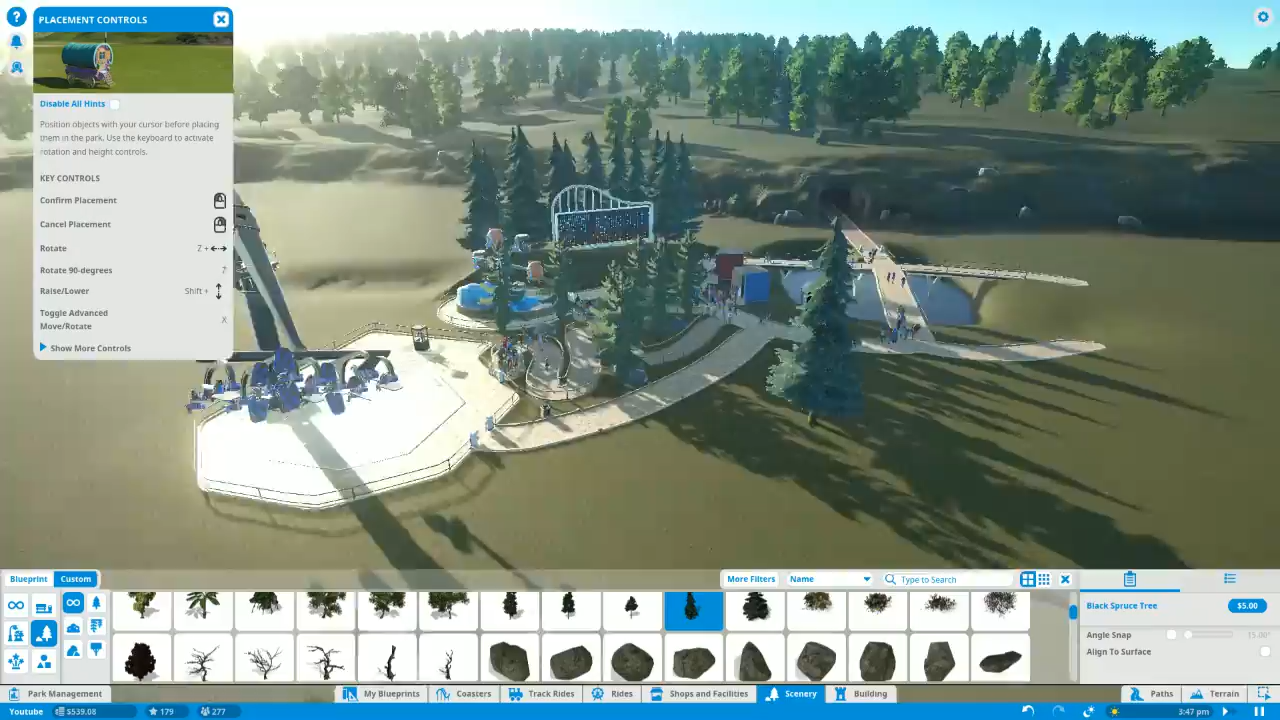 ?
PLACEMENT CONTROLS
Disable All Hints
Position objects with your cursor before placing
them in the park. Use the keyboard to activate
rotation and height controls.
KEY CONTROLS
Confirm Placement
Cancel Placement
Rotate Z +
Rotate 90-degrees Z
Raise/Lower Shift +
Toggle Advanced
Move/Rotate X
Show More Controls
Blueprint Custom More Filters Name Type to Search
Black Spruce Tree $5.00
Angle Snap 15.00°
Align To Surface
Park Management My Blueprints Coasters Track Rides Rides Shops and Facilities Scenery Building Paths Terrain
Youtube $539.08 179 277 3:47 pm